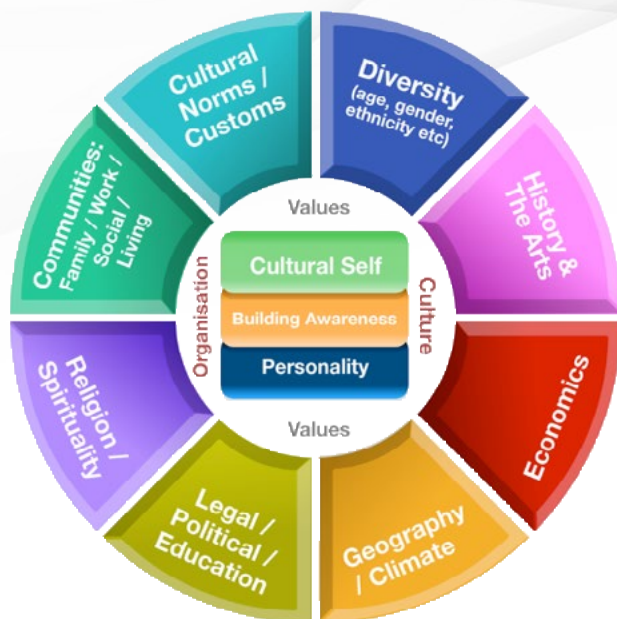 Cultural
Norms /
Customs
Diversity
(age, gender,
ethnicity etc)
History &
The Arts
Economics
Geography
/ Climate
Legal /
Political /
Education
Religion /
Spirituality
Communities:
Family / Work /
Social /
Living
Values
Organisation
Cultural Self
Building Awareness
Personality
Culture
Values